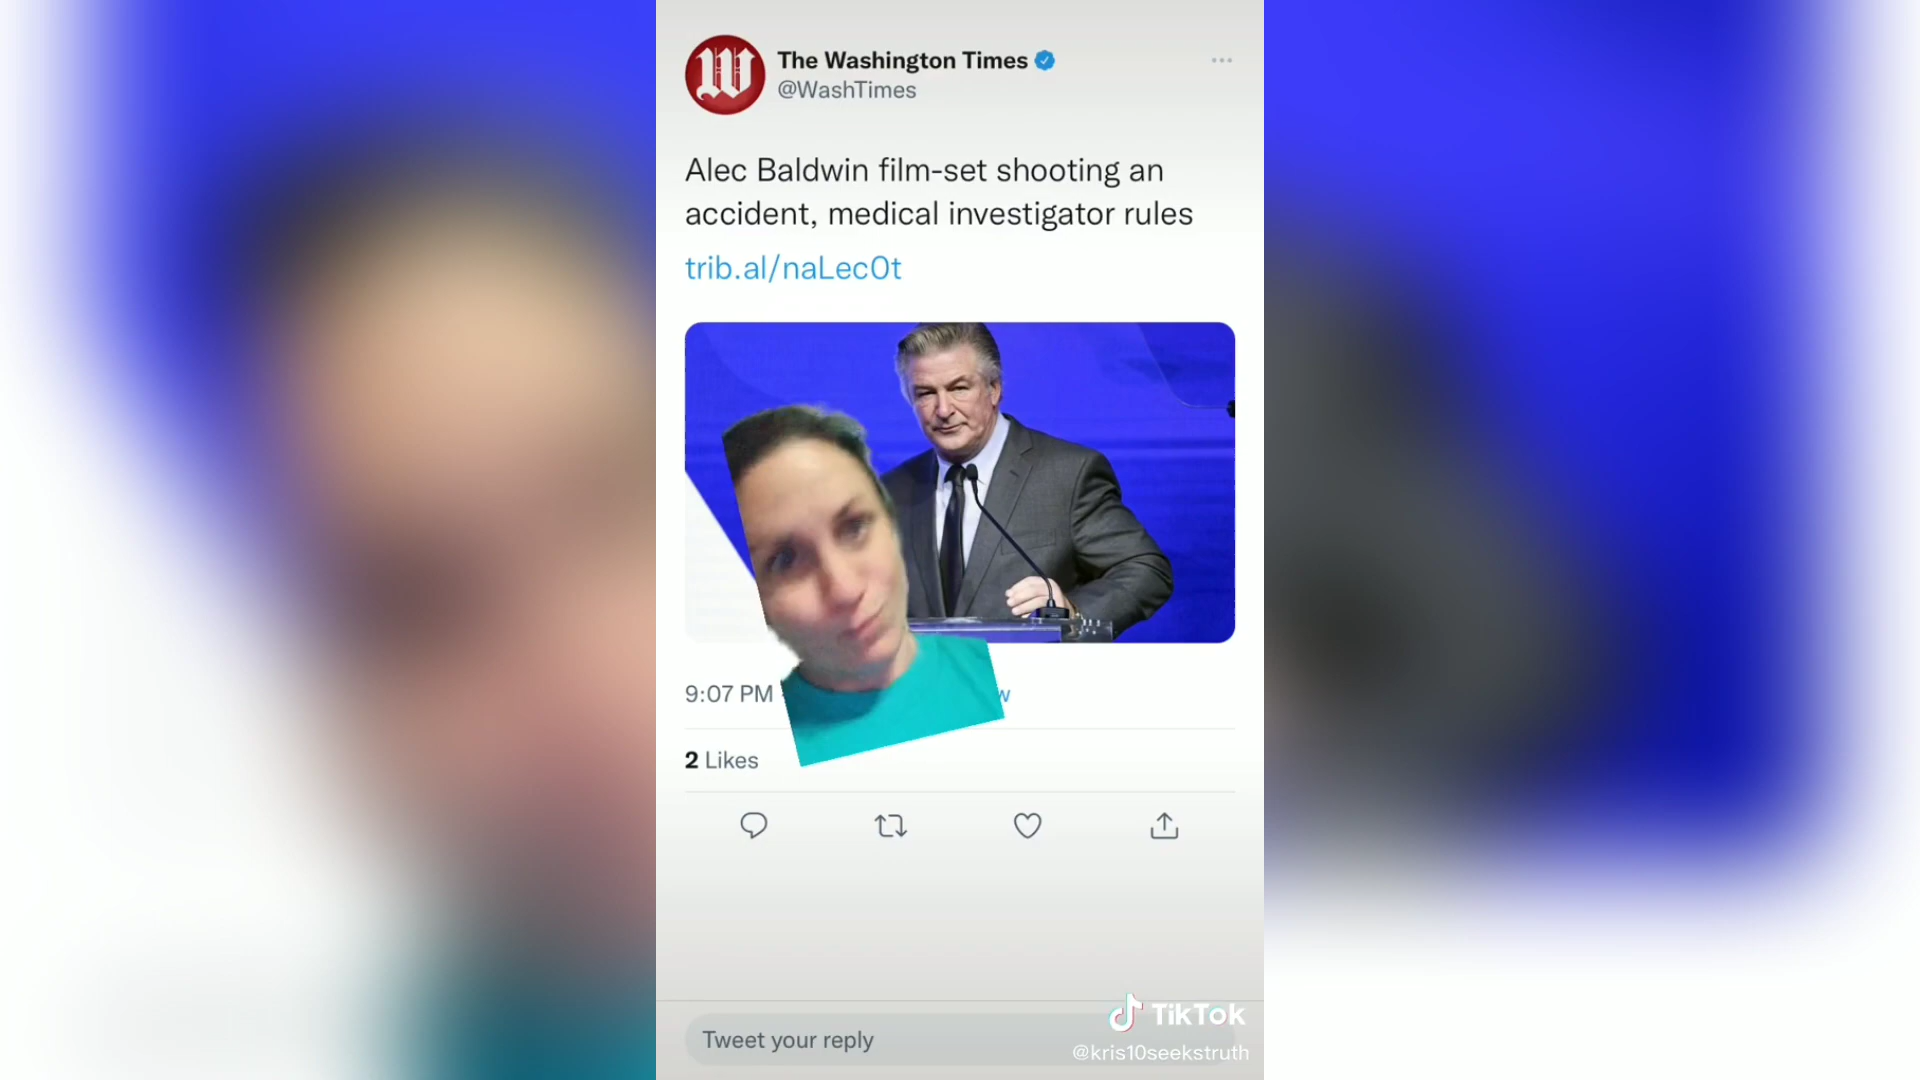 The Washington Times
@WashTimes
Alec Baldwin film-set shooting an
accident, medical investigator rules
trib.al/naLecOt
9:07 PM
2 Likes
Tweet your reply
TikTok
@kris10seekstruth